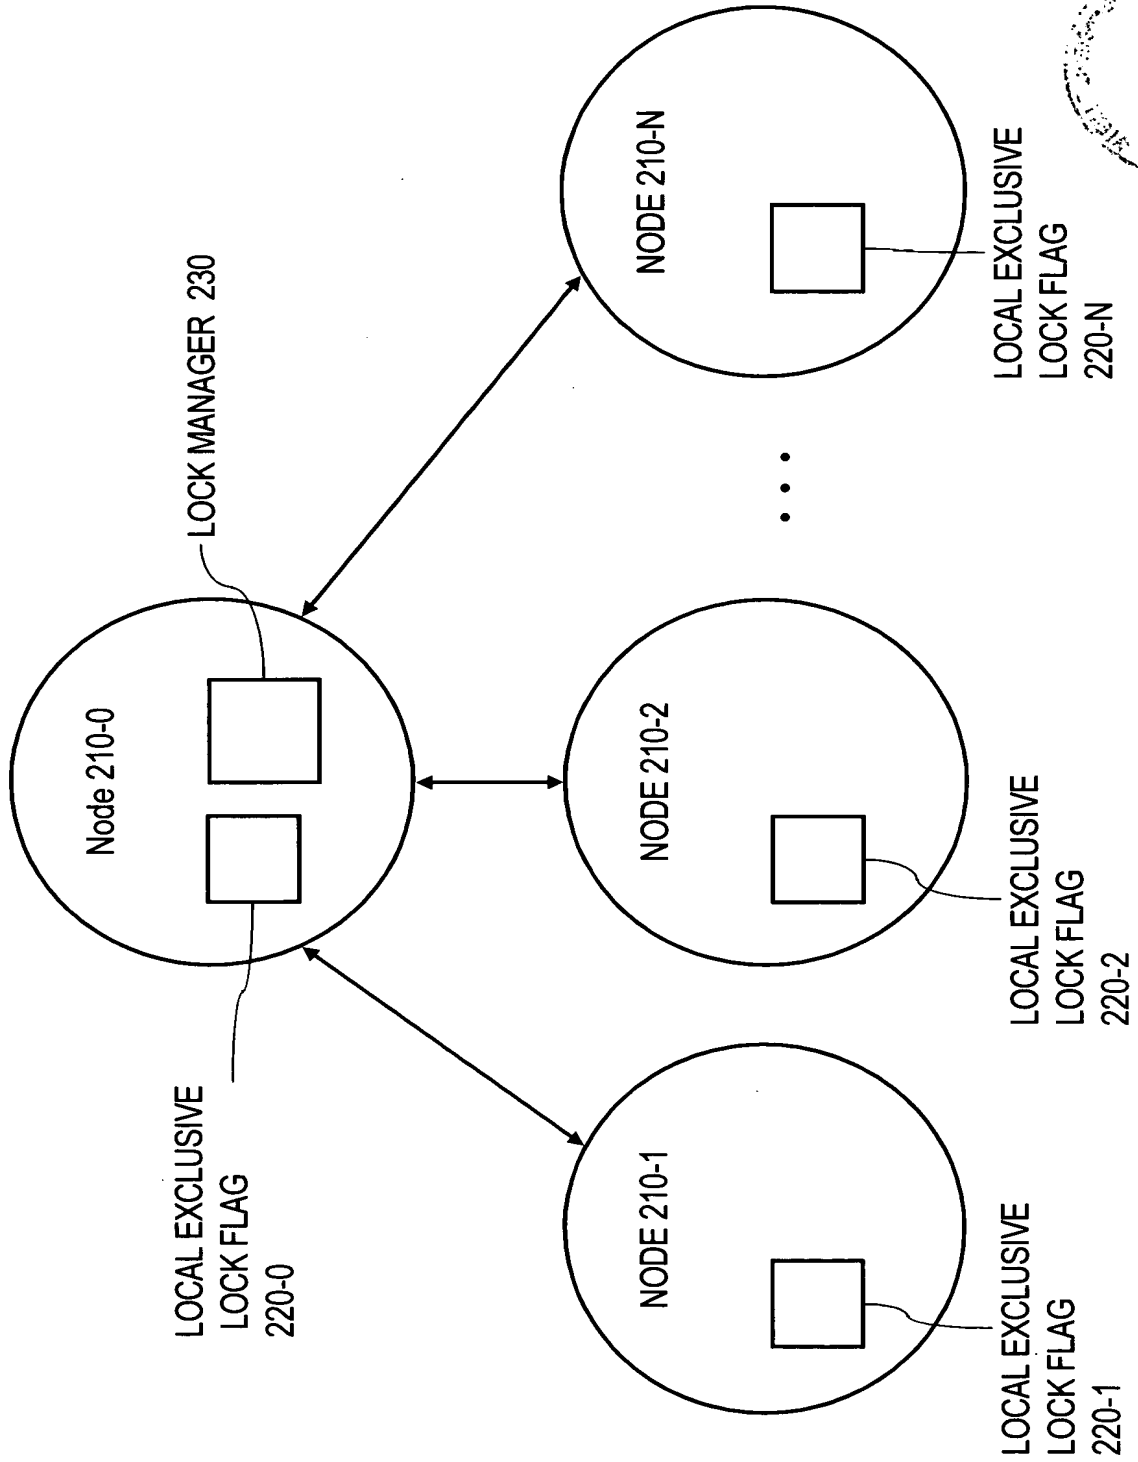 Node 210-0
LOCK MANAGER 230
LOCAL EXCLUSIVE
LOCK FLAG
220-0
NODE 210-1
LOCAL EXCLUSIVE
LOCK FLAG
220-1
NODE 210-2
LOCAL EXCLUSIVE
LOCK FLAG
220-2
NODE 210-N
LOCAL EXCLUSIVE
LOCK FLAG
220-N